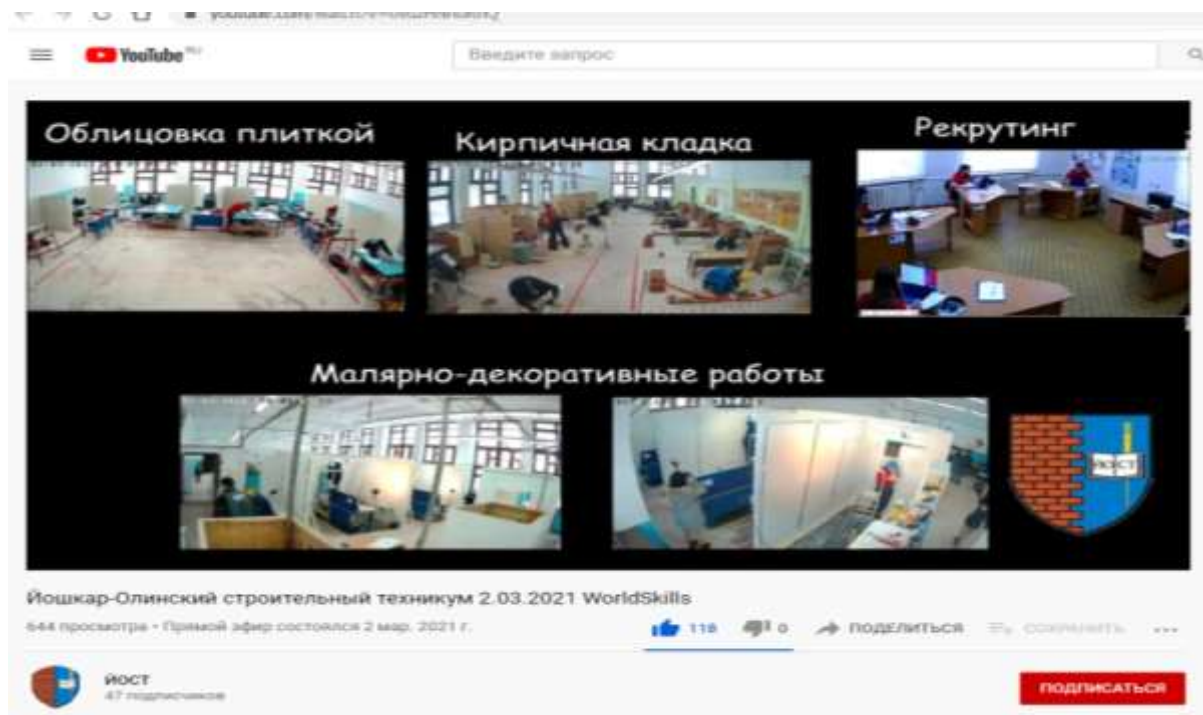 YouTube RU
Введите запрос
Облицовка плиткой
Кирпичная кладка
Рекрутинг
Малярно-декоративные работы
ЙОСТ
Йошкар-Олинский строительный техникум 2.03.2021 WorldSkills
644 просмотра • Прямой эфир состоялся 2 мар. 2021 г.
118 0 ПОДЕЛИТЬСЯ СОХРАНИТЬ
ЙОСТ
47 подписчиков
ПОДПИСАТЬСЯ